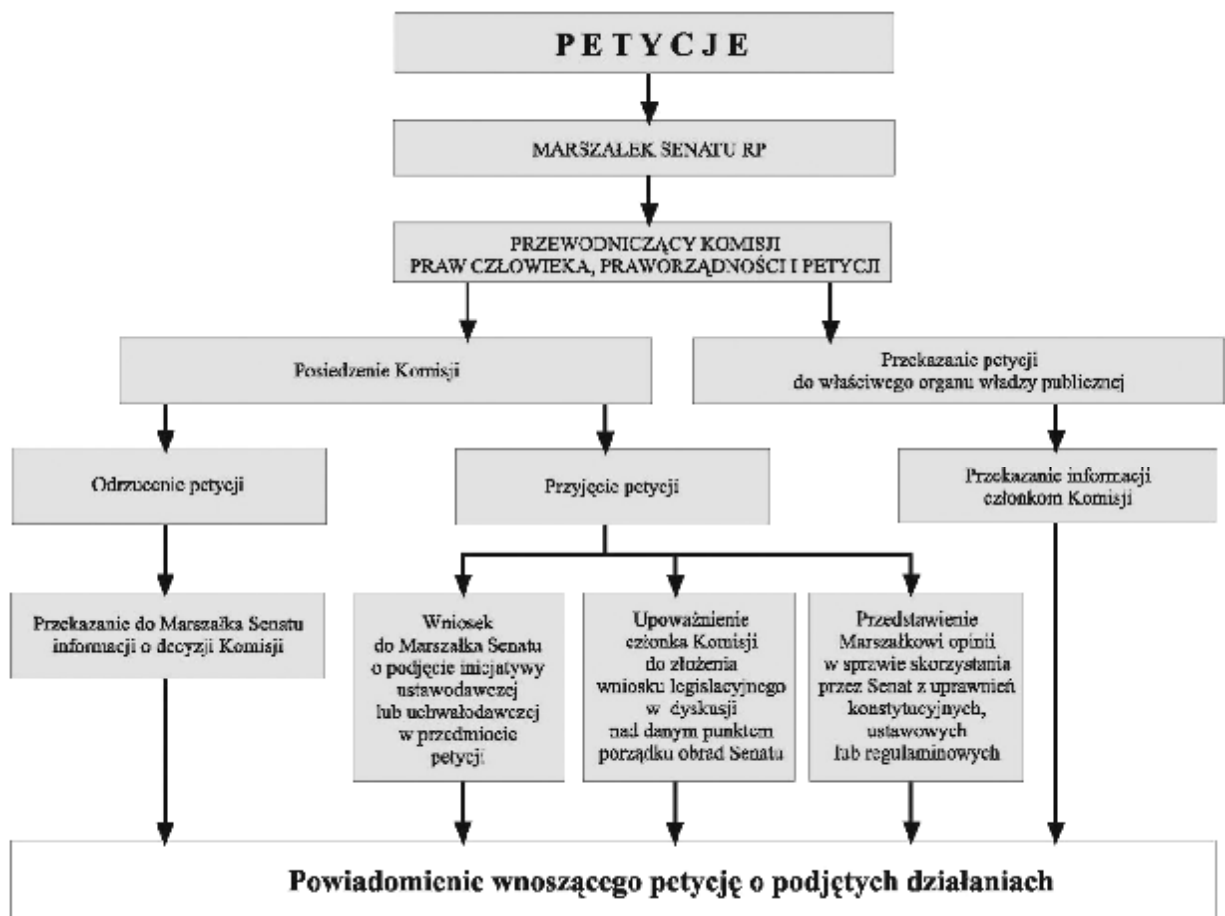 PETYCJE
MARSZAŁEK SENATU RP
PRZEWODNICZĄCY KOMISJI
PRAW CZŁOWIEKA, PRAWORZĄDNOŚCI I PETYCJI
Posiedzenie Komisji
Przekazanie petycji
do właściwego organu władzy publicznej
Odrzucenie petycji
Przyjęcie petycji
Przekazanie informacji
członkom Komisji
Przekazanie do Marszałka Senatu
informacji o decyzji Komisji
Wniosek
do Marszałka Senatu
o podjęcie inicjatywy
ustawodawczej
lub uchwałodawczej
w przedmiocie
petycji
Upoważnienie
członka Komisji
do złożenia
wniosku legislacyjnego
w dyskusji
nad danym punktem
porządku obrad Senatu
Przedstawienie
Marszałkowi opinii
w sprawie skorzystania
przez Senat z uprawnień
konstytucyjnych,
ustawowych
lub regulaminowych
Powiadomienie wnoszącego petycję o podjętych działaniach